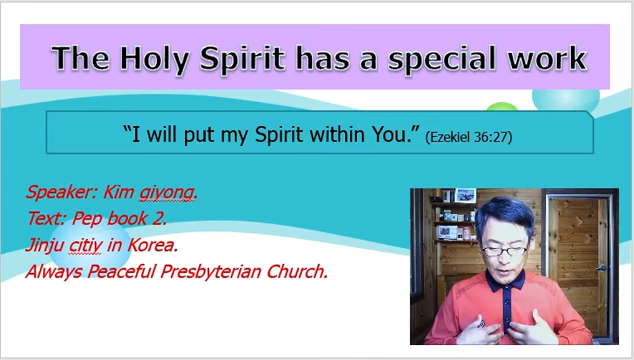 The Holy Spirit has a special work
“I will put my Spirit within You.” (Ezekiel 36:27)
Speaker: Kim giyong.
Text: Pep book 2.
Jinju citiy in Korea.
Always Peaceful Presbyterian Church.